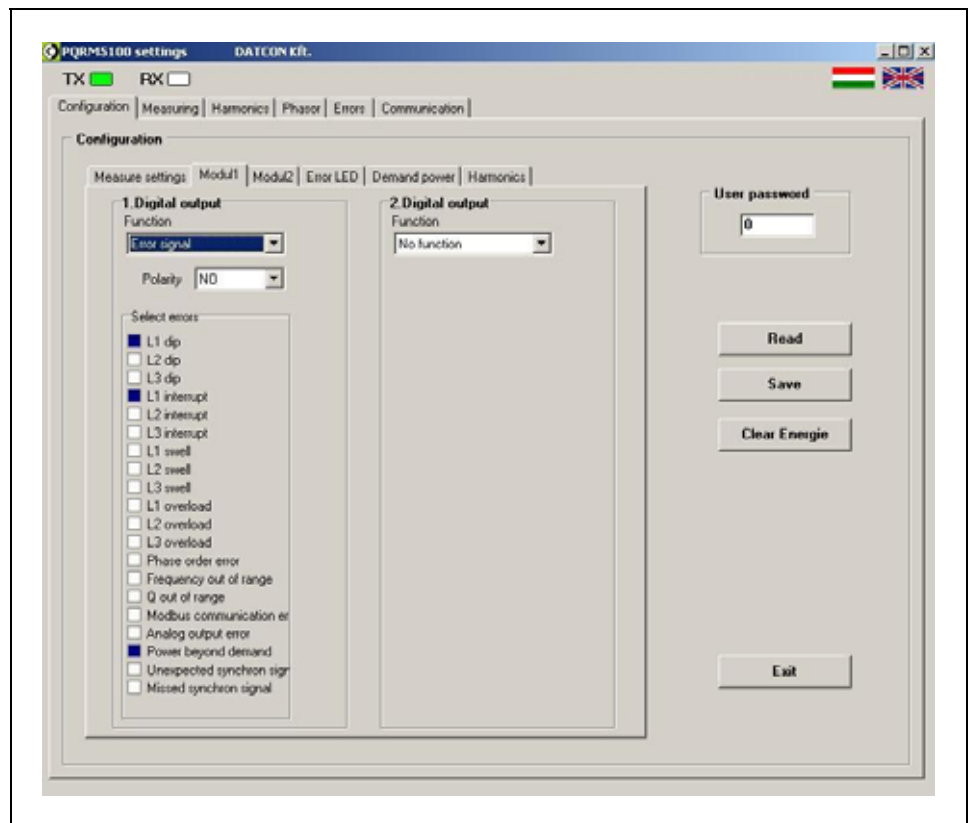 PQRM5100 settings DATCON Kft.
TX RX
Configuration Measuring Harmonics Phasor Errors Communication
Configuration
Measure settings Modul1 Modul2 Error LED Demand power Harmonics
1.Digital output
Function
Error signal
Polarity NO
Select errors
L1 dip
L2 dip
L3 dip
L1 interrupt
L2 interrupt
L3 interrupt
L1 swell
L2 swell
L3 swell
L1 overload
L2 overload
L3 overload
Phase order error
Frequency out of range
Q out of range
Modbus communication er
Analog output error
Power beyond demand
Unexpected synchron sigr
Missed synchron signal
2.Digital output
Function
No function
User password
0
Read
Save
Clear Energie
Exit